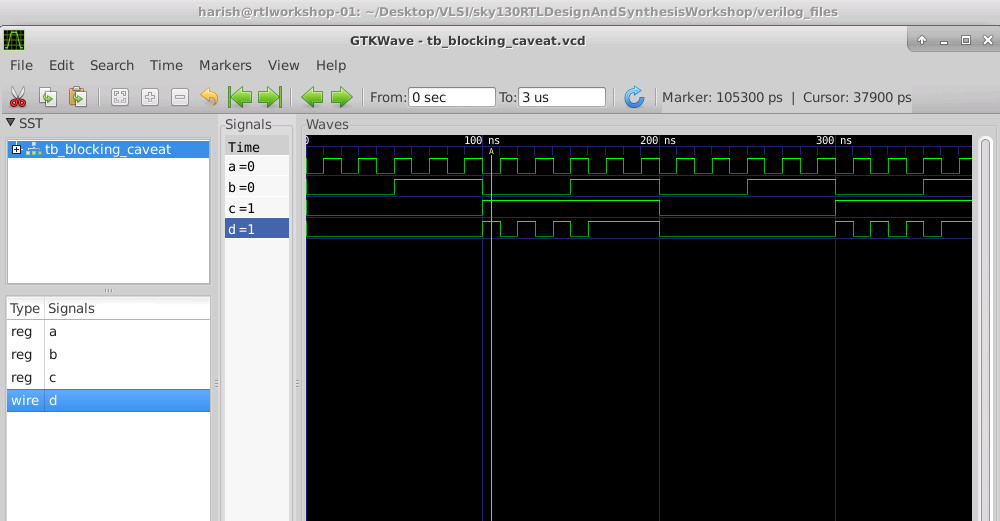 harish@rtlworkshop-01: ~/Desktop/VLSI/sky130RTLDesignAndSynthesisWorkshop/verilog_files
GTKWave - tb_blocking_caveat.vcd
File Edit Search Time Markers View Help
From: 0 sec To: 3 us Marker: 105300 ps | Cursor: 37900 ps
SST
tb_blocking_caveat
Type Signals
reg a
reg b
reg c
wire d
Signals
Time
a =0
b =0
c =1
d =1
Waves
0 100 ns 200 ns 300 ns
A